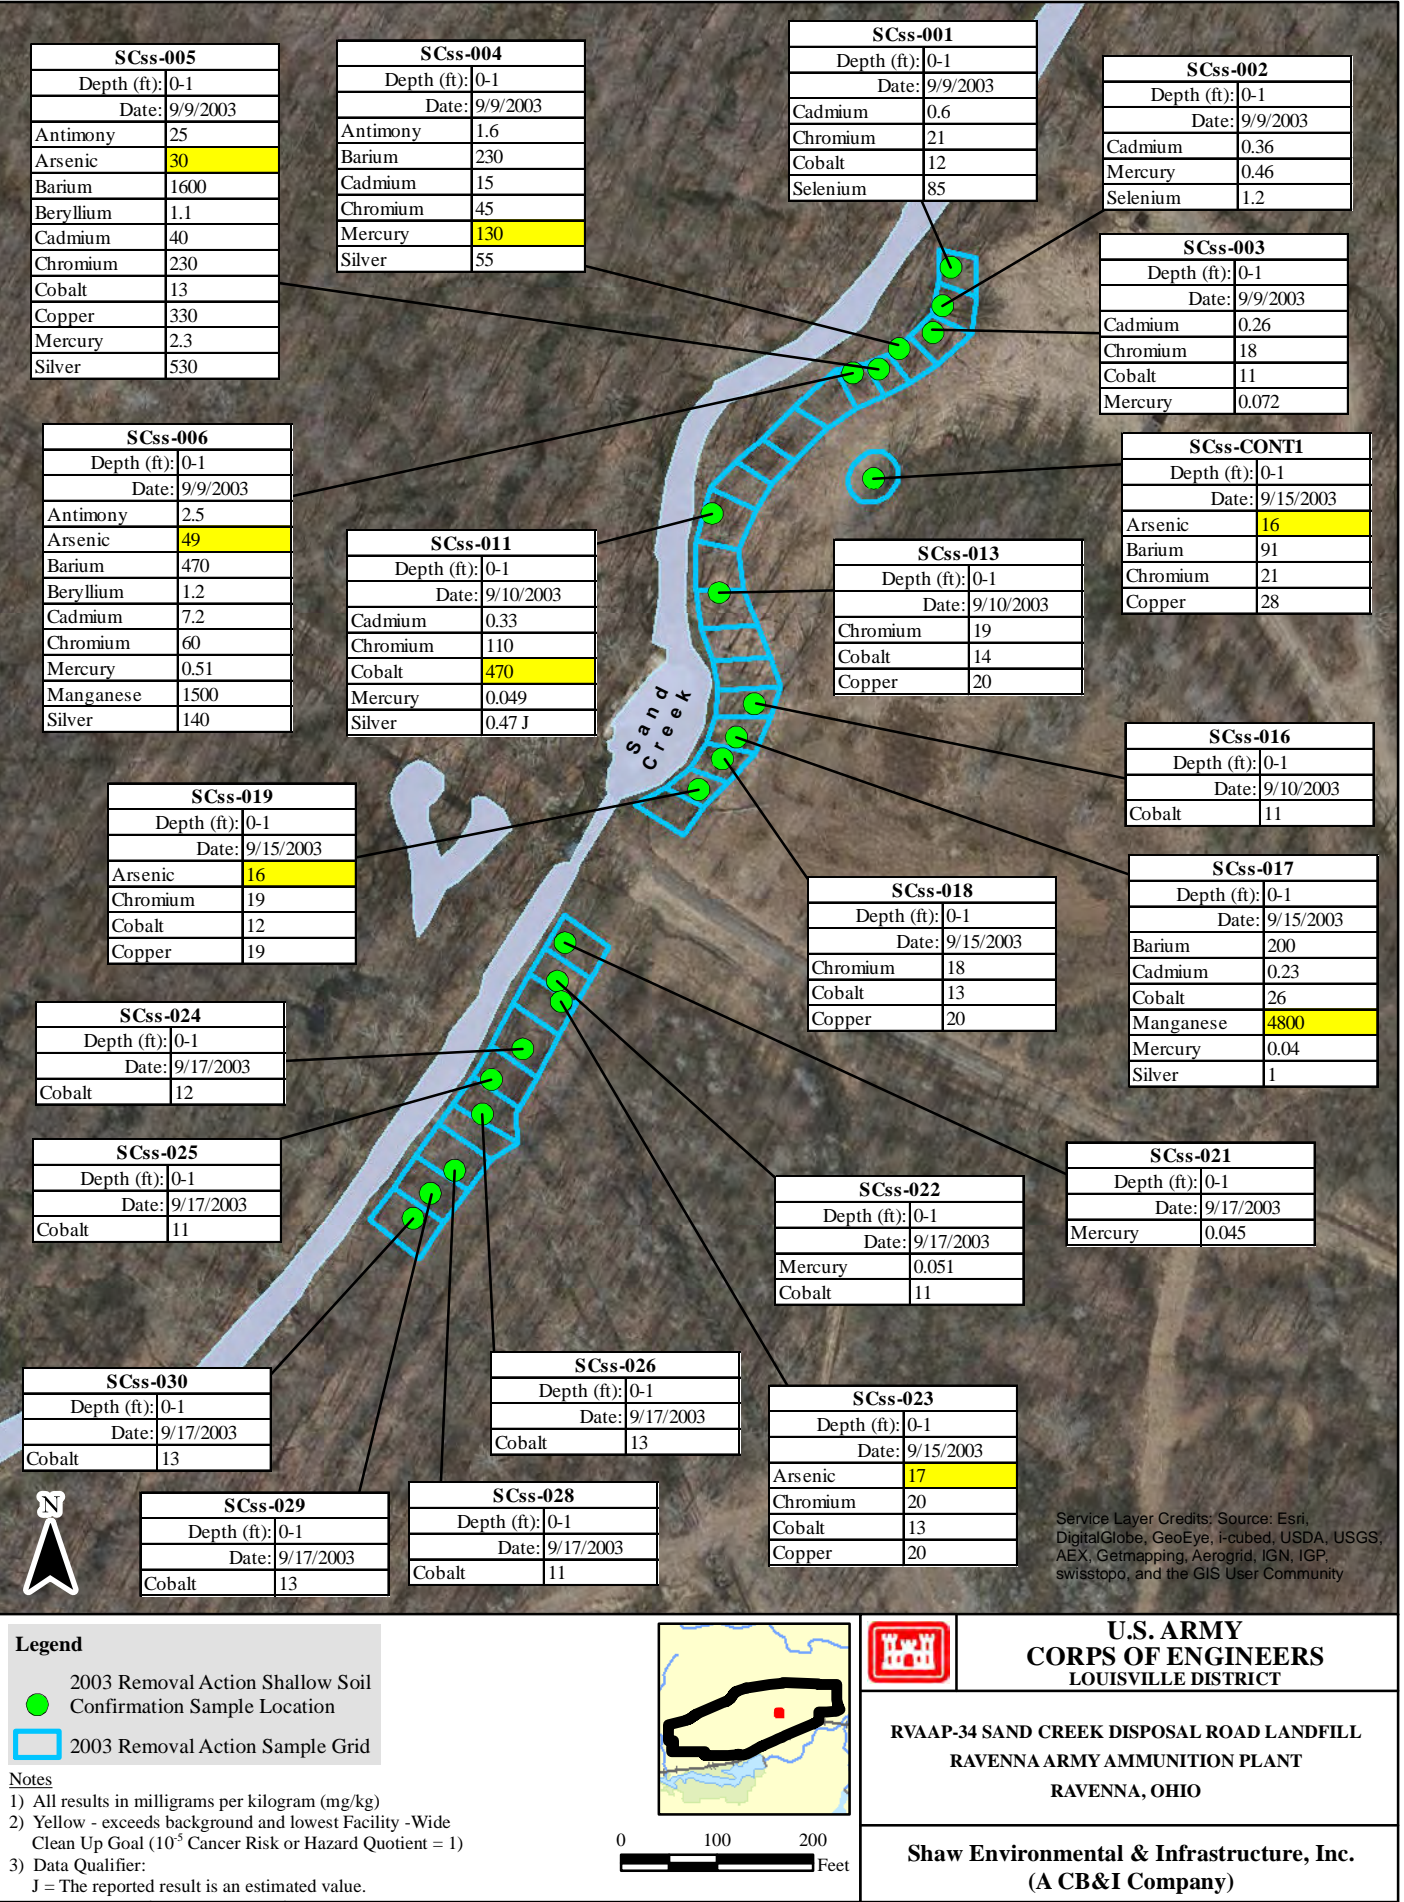 SCss-005
Depth (ft): 0-1
Date: 9/9/2003
Antimony 25
Arsenic 30
Barium 1600
Beryllium 1.1
Cadmium 40
Chromium 230
Cobalt 13
Copper 330
Mercury 2.3
Silver 530
SCss-004
Depth (ft): 0-1
Date: 9/9/2003
Antimony 1.6
Barium 230
Cadmium 15
Chromium 45
Mercury 130
Silver 55
SCss-001
Depth (ft): 0-1
Date: 9/9/2003
Cadmium 0.6
Chromium 21
Cobalt 12
Selenium 85
SCss-002
Depth (ft): 0-1
Date: 9/9/2003
Cadmium 0.36
Mercury 0.46
Selenium 1.2
SCss-003
Depth (ft): 0-1
Date: 9/9/2003
Cadmium 0.26
Chromium 18
Cobalt 11
Mercury 0.072
SCss-006
Depth (ft): 0-1
Date: 9/9/2003
Antimony 2.5
Arsenic 49
Barium 470
Beryllium 1.2
Cadmium 7.2
Chromium 60
Mercury 0.51
Manganese 1500
Silver 140
SCss-011
Depth (ft): 0-1
Date: 9/10/2003
Cadmium 0.33
Chromium 110
Cobalt 470
Mercury 0.049
Silver 0.47 J
SCss-CONT1
Depth (ft): 0-1
Date: 9/15/2003
Arsenic 16
Barium 91
Chromium 21
Copper 28
SCss-013
Depth (ft): 0-1
Date: 9/10/2003
Chromium 19
Cobalt 14
Copper 20
Sand
Creek
SCss-016
Depth (ft): 0-1
Date: 9/10/2003
Cobalt 11
SCss-019
Depth (ft): 0-1
Date: 9/15/2003
Arsenic 16
Chromium 19
Cobalt 12
Copper 19
SCss-018
Depth (ft): 0-1
Date: 9/15/2003
Chromium 18
Cobalt 13
Copper 20
SCss-017
Depth (ft): 0-1
Date: 9/15/2003
Barium 200
Cadmium 0.23
Cobalt 26
Manganese 4800
Mercury 0.04
Silver 1
SCss-024
Depth (ft): 0-1
Date: 9/17/2003
Cobalt 12
SCss-025
Depth (ft): 0-1
Date: 9/17/2003
Cobalt 11
SCss-022
Depth (ft): 0-1
Date: 9/17/2003
Mercury 0.051
Cobalt 11
SCss-021
Depth (ft): 0-1
Date: 9/17/2003
Mercury 0.045
SCss-030
Depth (ft): 0-1
Date: 9/17/2003
Cobalt 13
SCss-026
Depth (ft): 0-1
Date: 9/17/2003
Cobalt 13
SCss-023
Depth (ft): 0-1
Date: 9/15/2003
Arsenic 17
Chromium 20
Cobalt 13
Copper 20
SCss-029
Depth (ft): 0-1
Date: 9/17/2003
Cobalt 13
SCss-028
Depth (ft): 0-1
Date: 9/17/2003
Cobalt 11
N
Service Layer Credits: Source: Esri,
DigitalGlobe, GeoEye, i-cubed, USDA, USGS,
AEX, Getmapping, Aerogrid, IGN, IGP,
swisstopo, and the GIS User Community
Legend
2003 Removal Action Shallow Soil
Confirmation Sample Location
2003 Removal Action Sample Grid
Notes
1) All results in milligrams per kilogram (mg/kg)
2) Yellow - exceeds background and lowest Facility -Wide
Clean Up Goal (10⁻⁵ Cancer Risk or Hazard Quotient = 1)
3) Data Qualifier:
J = The reported result is an estimated value.
0 100 200
Feet
U.S. ARMY
CORPS OF ENGINEERS
LOUISVILLE DISTRICT
RVAAP-34 SAND CREEK DISPOSAL ROAD LANDFILL
RAVENNA ARMY AMMUNITION PLANT
RAVENNA, OHIO
Shaw Environmental & Infrastructure, Inc.
(A CB&I Company)